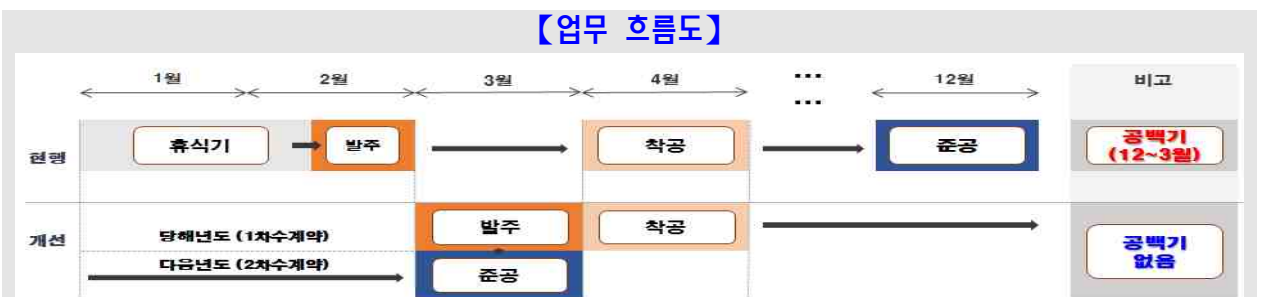 【업무 흐름도】
1월 2월 3월 4월 ... 12월 비고
...
현행 휴식기 발주 착공 준공 공백기
(12~3월)
개선 당해년도 (1차수계약) 발주 착공 공백기
없음
다음년도 (2차수계약) 준공